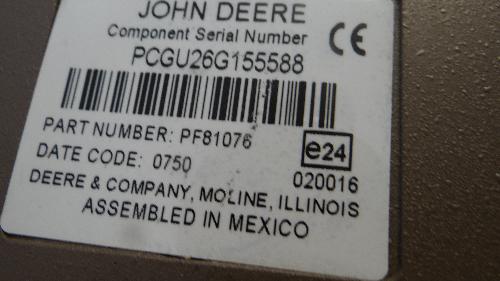 JOHN DEERE
Component Serial Number
CE
PCGU26G155588
PART NUMBER: PF81076
e24
DATE CODE: 0750
020016
DEERE & COMPANY, MOLINE, ILLINOIS
ASSEMBLED IN MEXICO